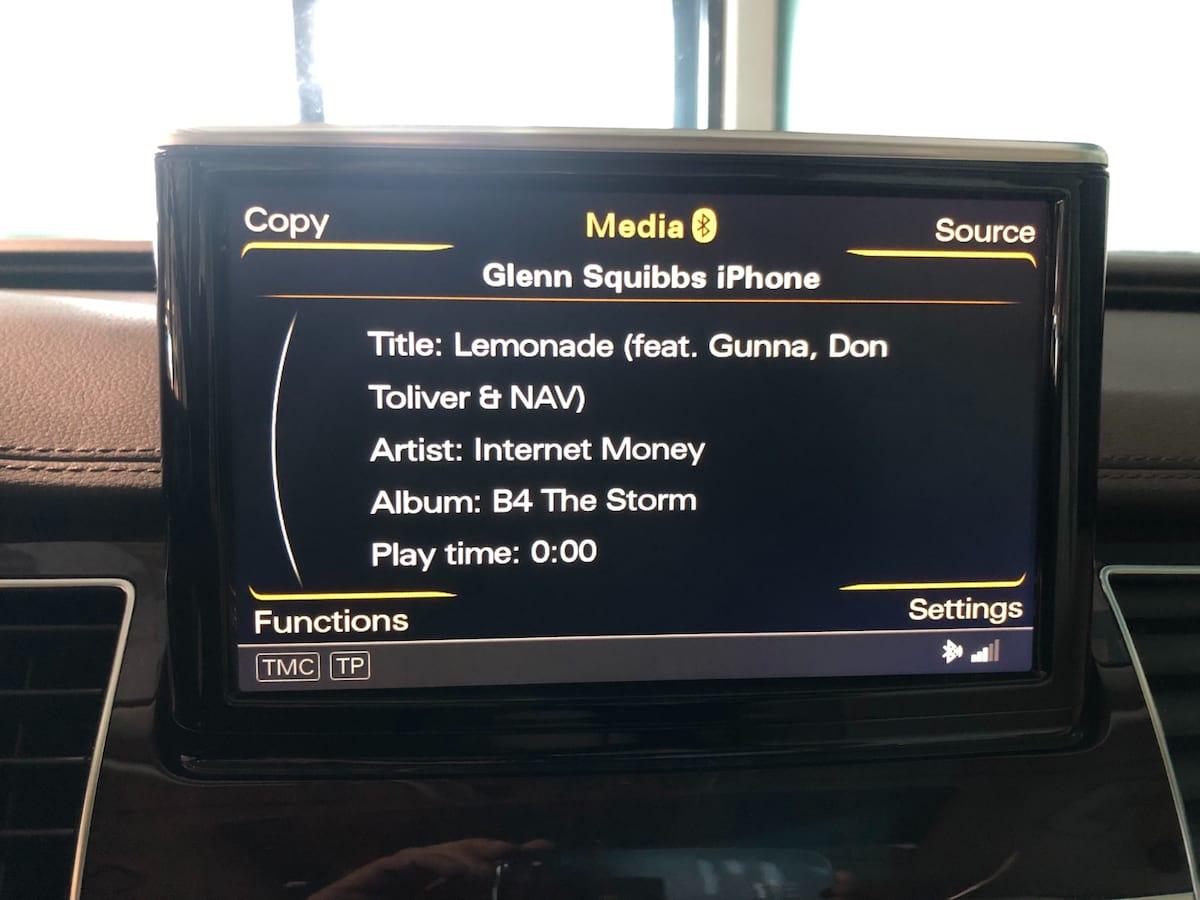 Copy
Media
Source
Glenn Squibbs iPhone
Title: Lemonade (feat. Gunna, Don
Toliver & NAV)
Artist: Internet Money
Album: B4 The Storm
Play time: 0:00
Functions
Settings
TMC TP